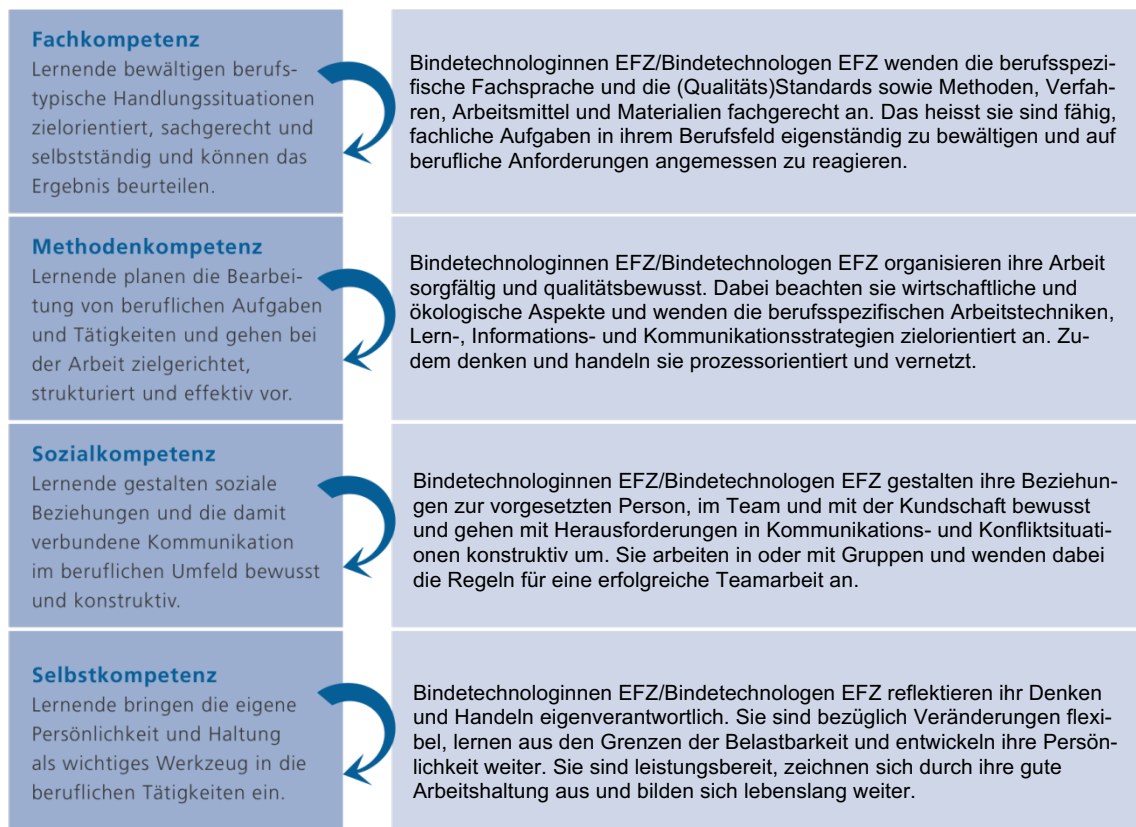 Fachkompetenz
Lernende bewältigen berufs-
typische Handlungssituationen
zielorientiert, sachgerecht und
selbstständig und können das
Ergebnis beurteilen.
Bindetechnologinnen EFZ/Bindetechnologen EFZ wenden die berufsspezi-
fische Fachsprache und die (Qualitäts)Standards sowie Methoden, Verfah-
ren, Arbeitsmittel und Materialien fachgerecht an. Das heisst sie sind fähig,
fachliche Aufgaben in ihrem Berufsfeld eigenständig zu bewältigen und auf
berufliche Anforderungen angemessen zu reagieren.
Methodenkompetenz
Lernende planen die Bearbei-
tung von beruflichen Aufgaben
und Tätigkeiten und gehen bei
der Arbeit zielgerichtet,
strukturiert und effektiv vor.
Bindetechnologinnen EFZ/Bindetechnologen EFZ organisieren ihre Arbeit
sorgfältig und qualitätsbewusst. Dabei beachten sie wirtschaftliche und
ökologische Aspekte und wenden die berufsspezifischen Arbeitstechniken,
Lern-, Informations- und Kommunikationsstrategien zielorientiert an. Zu-
dem denken und handeln sie prozessorientiert und vernetzt.
Sozialkompetenz
Lernende gestalten soziale
Beziehungen und die damit
verbundene Kommunikation
im beruflichen Umfeld bewusst
und konstruktiv.
Bindetechnologinnen EFZ/Bindetechnologen EFZ gestalten ihre Beziehun-
gen zur vorgesetzten Person, im Team und mit der Kundschaft bewusst
und gehen mit Herausforderungen in Kommunikations- und Konfliktsituati-
onen konstruktiv um. Sie arbeiten in oder mit Gruppen und wenden dabei
die Regeln für eine erfolgreiche Teamarbeit an.
Selbstkompetenz
Lernende bringen die eigene
Persönlichkeit und Haltung
als wichtiges Werkzeug in die
beruflichen Tätigkeiten ein.
Bindetechnologinnen EFZ/Bindetechnologen EFZ reflektieren ihr Denken
und Handeln eigenverantwortlich. Sie sind bezüglich Veränderungen flexi-
bel, lernen aus den Grenzen der Belastbarkeit und entwickeln ihre Persön-
lichkeit weiter. Sie sind leistungsbereit, zeichnen sich durch ihre gute
Arbeitshaltung aus und bilden sich lebenslang weiter.